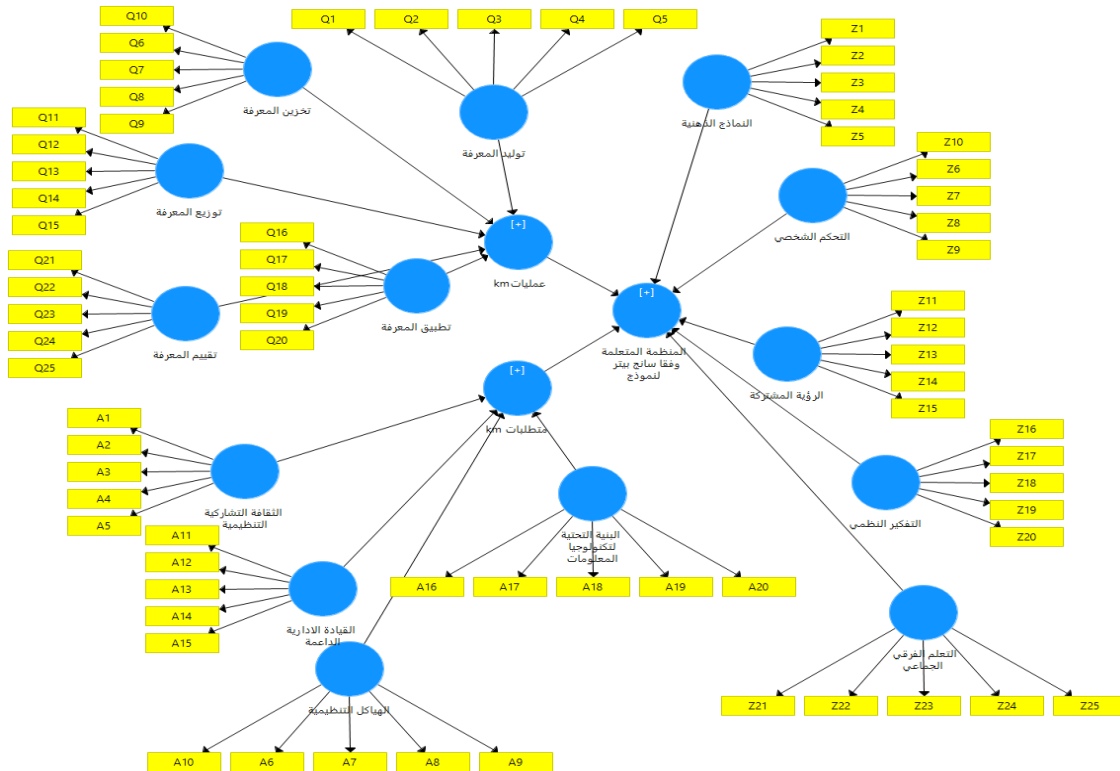 Q10
Q6
Q7
Q8
Q9
تخزين المعرفة
Q1
Q2
Q3
Q4
Q5
توليد المعرفة
Z1
Z2
Z3
Z4
Z5
النماذج الذهنية
Q11
Q12
Q13
Q14
Q15
توزيع المعرفة
Z10
Z6
Z7
Z8
Z9
التحكم الشخصي
Q21
Q22
Q23
Q24
Q25
تقييم المعرفة
Q16
Q17
Q18
Q19
Q20
تطبيق المعرفة
[+]
عمليات km
[+]
المنظمة المتعلمة
وفقا سانج بيتر
لنموذج
Z11
Z12
Z13
Z14
Z15
الرؤية المشتركة
[+]
متطلبات km
A1
A2
A3
A4
A5
الثقافة التشاركية
التنظيمية
Z16
Z17
Z18
Z19
Z20
التفكير النظمي
البنية التحتية
لتكنولوجيا
المعلومات
A16
A17
A18
A19
A20
A11
A12
A13
A14
A15
القيادة الادارية
الداعمة
الهياكل التنظيمية
A10
A6
A7
A8
A9
التعلم الفرقي
الجماعي
Z21
Z22
Z23
Z24
Z25